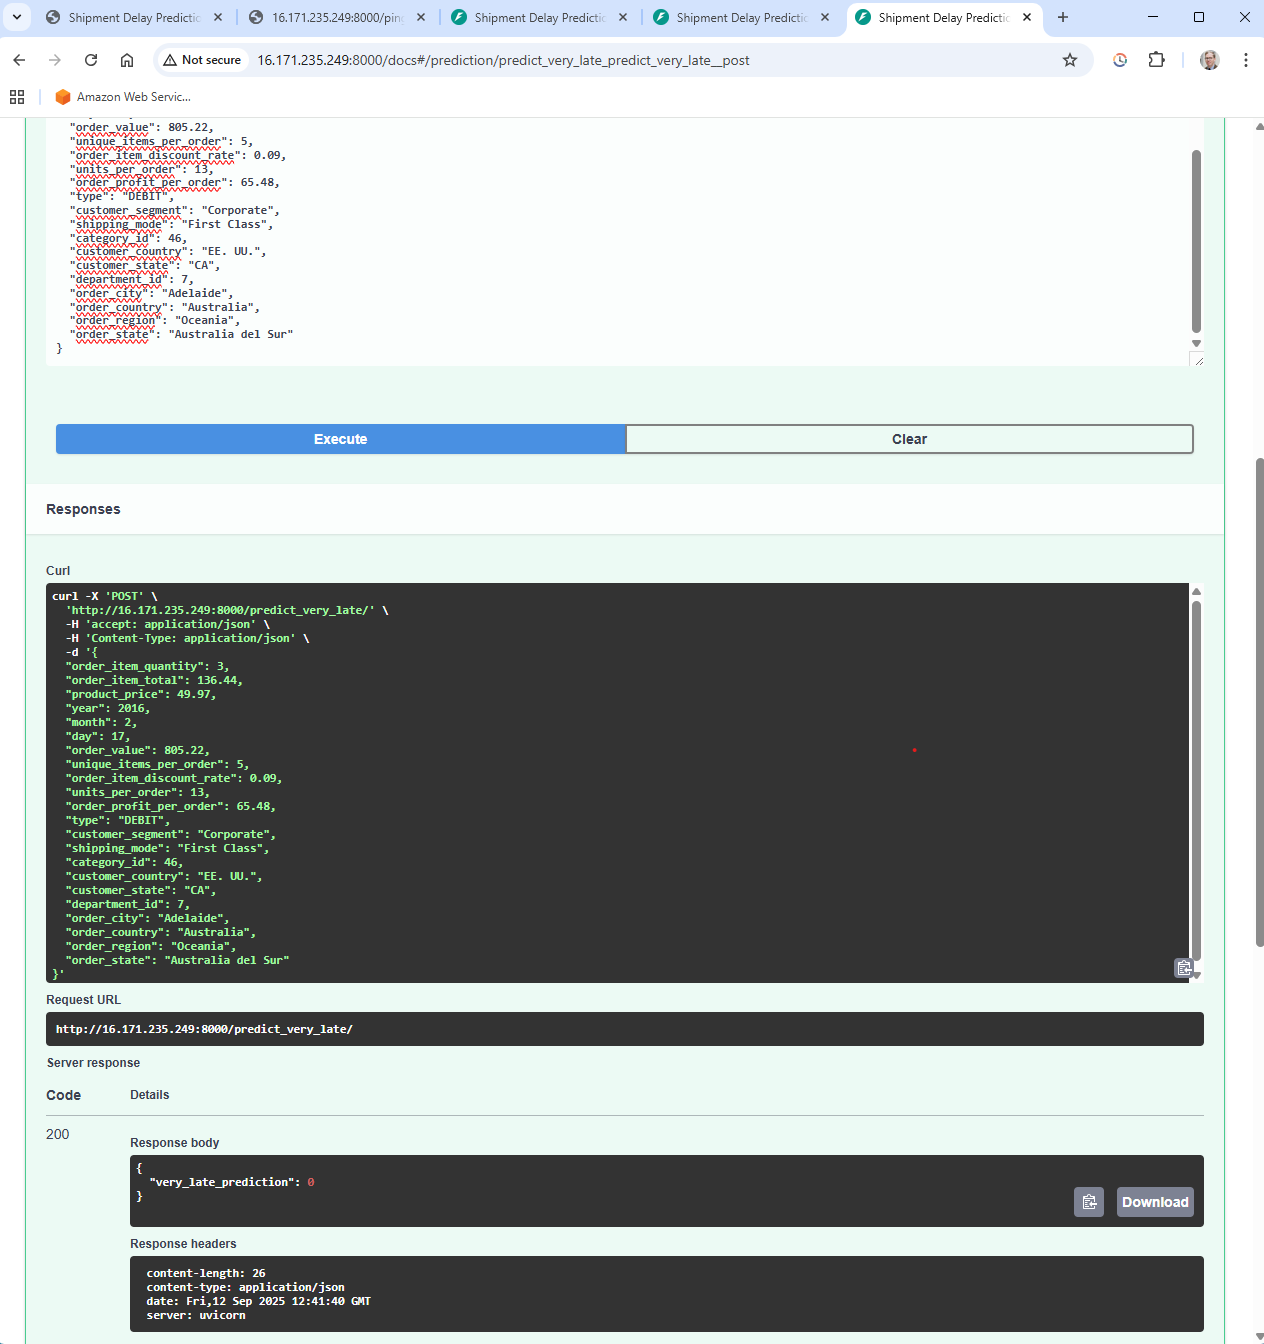 Shipment Delay Predictio
16.171.235.249:8000/pin
Shipment Delay Predictio
Shipment Delay Predictio
Shipment Delay Predictio
Not secure
16.171.235.249:8000/docs#/prediction/predict_very_late_predict_very_late__post
Amazon Web Servic...
"order_value": 805.22,
"unique_items_per_order": 5,
"order_item_discount_rate": 0.09,
"units_per_order": 13,
"order_profit_per_order": 65.48,
"type": "DEBIT",
"customer_segment": "Corporate",
"shipping_mode": "First Class",
"category_id": 46,
"customer_country": "EE. UU.",
"customer_state": "CA",
"department_id": 7,
"order_city": "Adelaide",
"order_country": "Australia",
"order_region": "Oceania",
"order_state": "Australia del Sur"
}
Execute
Clear
Responses
Curl
curl -X 'POST' \
'http://16.171.235.249:8000/predict_very_late/' \
-H 'accept: application/json' \
-H 'Content-Type: application/json' \
-d '{
"order_item_quantity": 3,
"order_item_total": 136.44,
"product_price": 49.97,
"year": 2016,
"month": 2,
"day": 17,
"order_value": 805.22,
"unique_items_per_order": 5,
"order_item_discount_rate": 0.09,
"units_per_order": 13,
"order_profit_per_order": 65.48,
"type": "DEBIT",
"customer_segment": "Corporate",
"shipping_mode": "First Class",
"category_id": 46,
"customer_country": "EE. UU.",
"customer_state": "CA",
"department_id": 7,
"order_city": "Adelaide",
"order_country": "Australia",
"order_region": "Oceania",
"order_state": "Australia del Sur"
}'
Request URL
http://16.171.235.249:8000/predict_very_late/
Server response
Code
Details
200
Response body
{
"very_late_prediction": 0
}
Download
Response headers
content-length: 26
content-type: application/json
date: Fri,12 Sep 2025 12:41:40 GMT
server: uvicorn